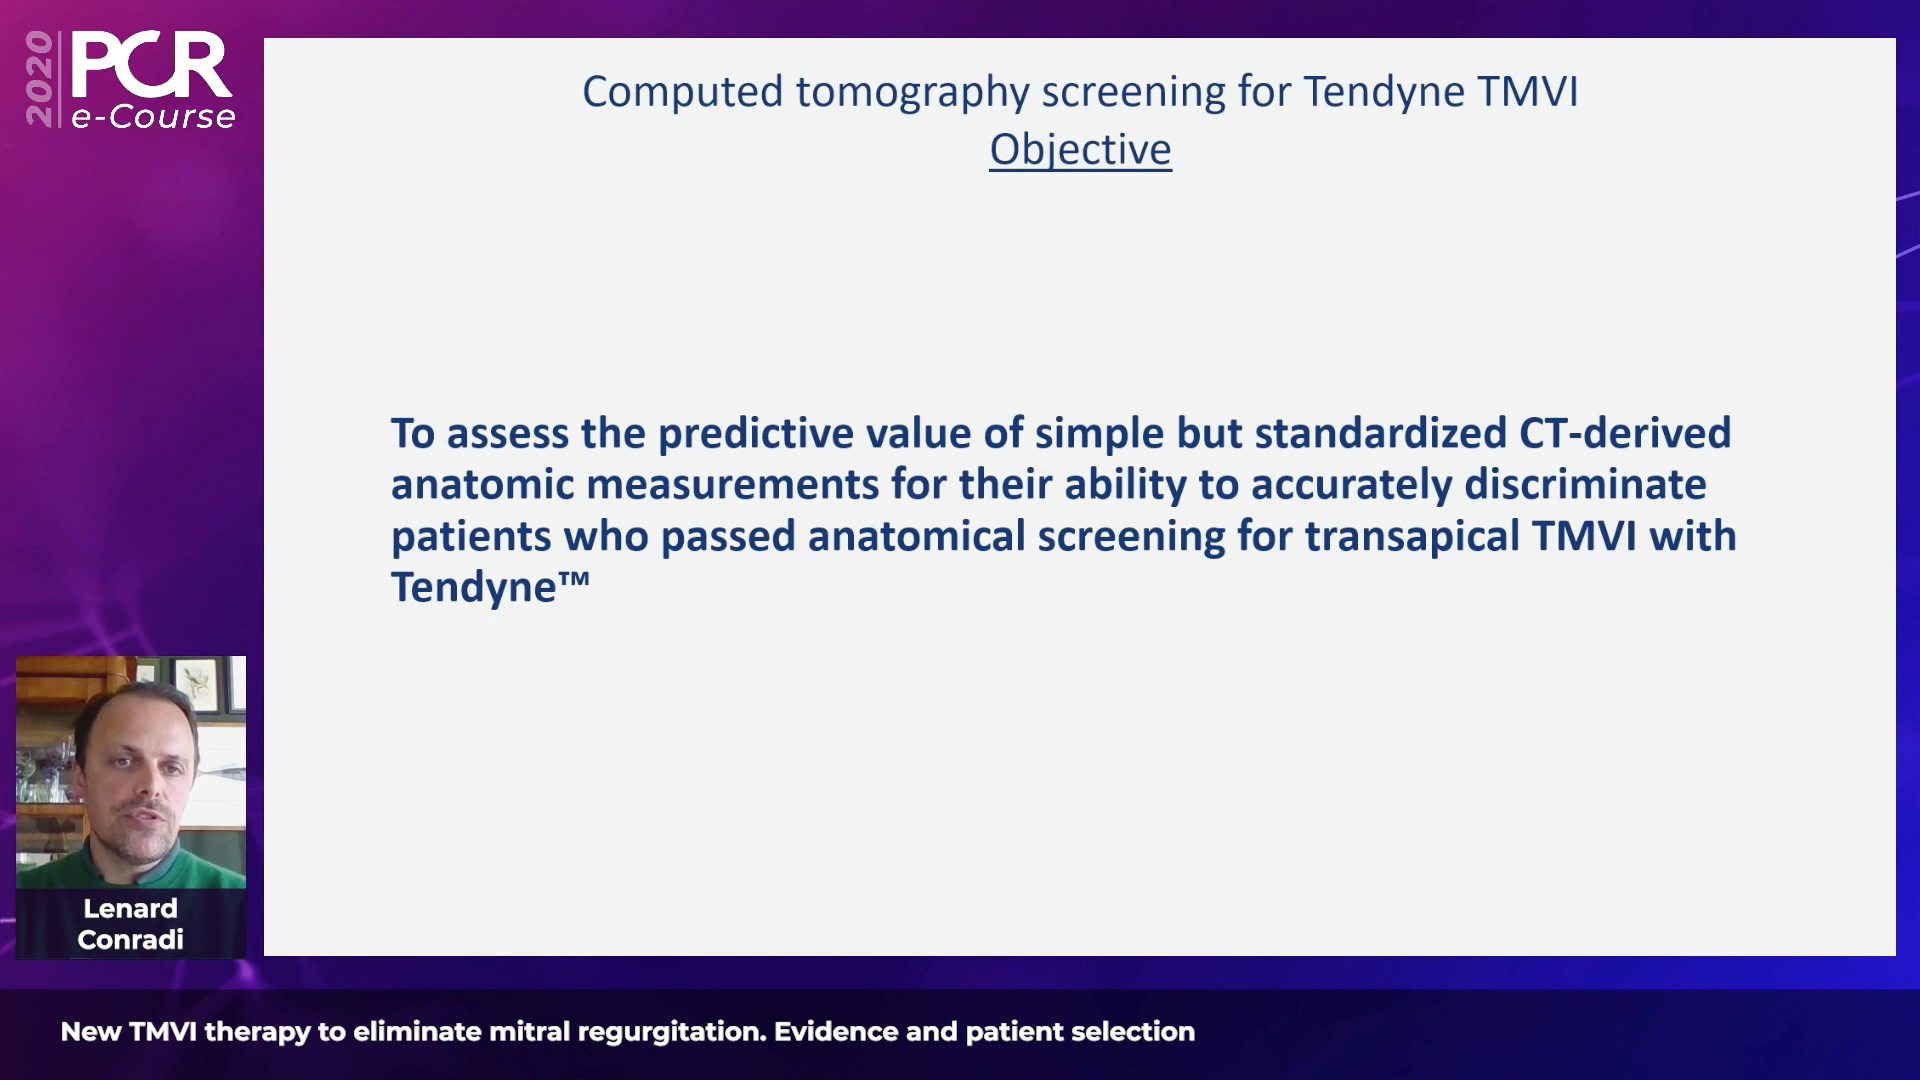 2020
PCR
e-Course
Computed tomography screening for Tendyne TMVI
Objective
To assess the predictive value of simple but standardized CT-derived
anatomic measurements for their ability to accurately discriminate
patients who passed anatomical screening for transapical TMVI with
Tendyne™
Lenard
Conradi
New TMVI therapy to eliminate mitral regurgitation. Evidence and patient selection